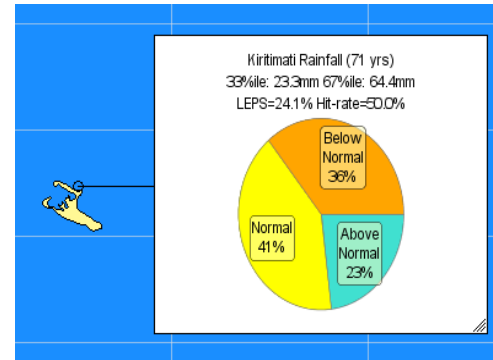 Kiritimati Rainfall (71 yrs)
33%ile: 23.3mm 67%ile: 64.4mm
LEPS=24.1% Hit-rate=50.0%
Below
Normal
36%
Normal
41%
Above
Normal
23%